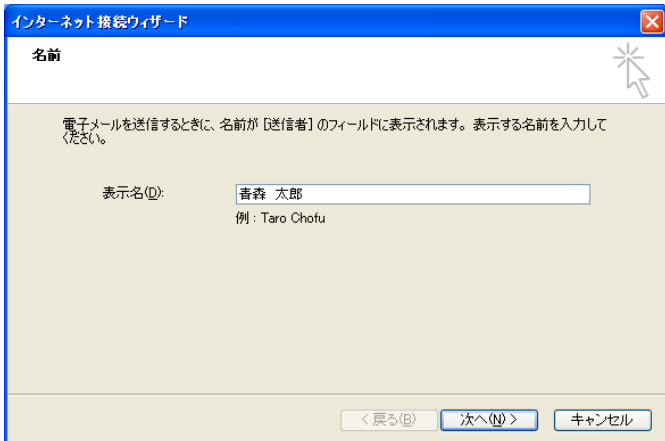 インターネット接続ウィザード
名前
電子メールを送信するときに、名前が [送信者] のフィールドに表示されます。表示する名前を入力して
ください。
表示名(D):
青森 太郎
例 : Taro Chofu
< 戻る(B)
次へ(N) >
キャンセル